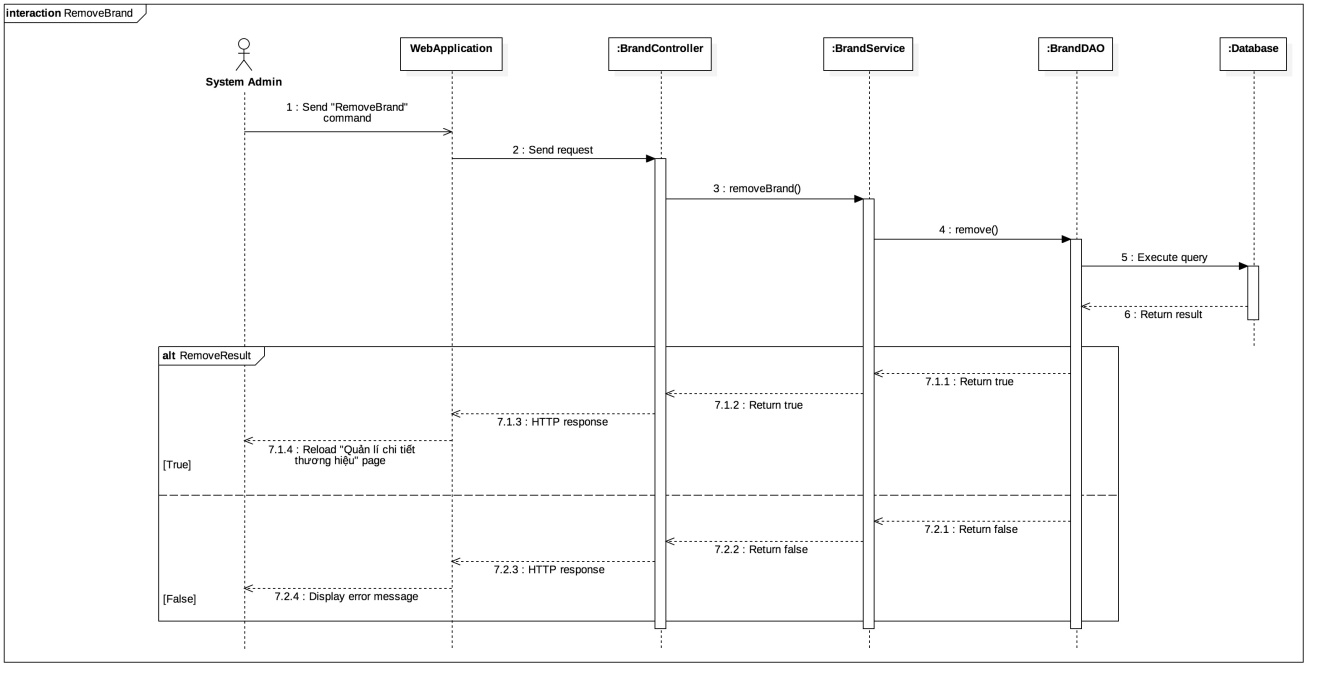 interaction RemoveBrand
System Admin
WebApplication
:BrandController
:BrandService
:BrandDAO
:Database
1 : Send "RemoveBrand"
command
2 : Send request
3 : removeBrand()
4 : remove()
5 : Execute query
6 : Return result
alt RemoveResult
7.1.1 : Return true
7.1.2 : Return true
7.1.3 : HTTP response
7.1.4 : Reload "Quản lí chi tiết
thương hiệu" page
[True]
7.2.1 : Return false
7.2.2 : Return false
7.2.3 : HTTP response
7.2.4 : Display error message
[False]